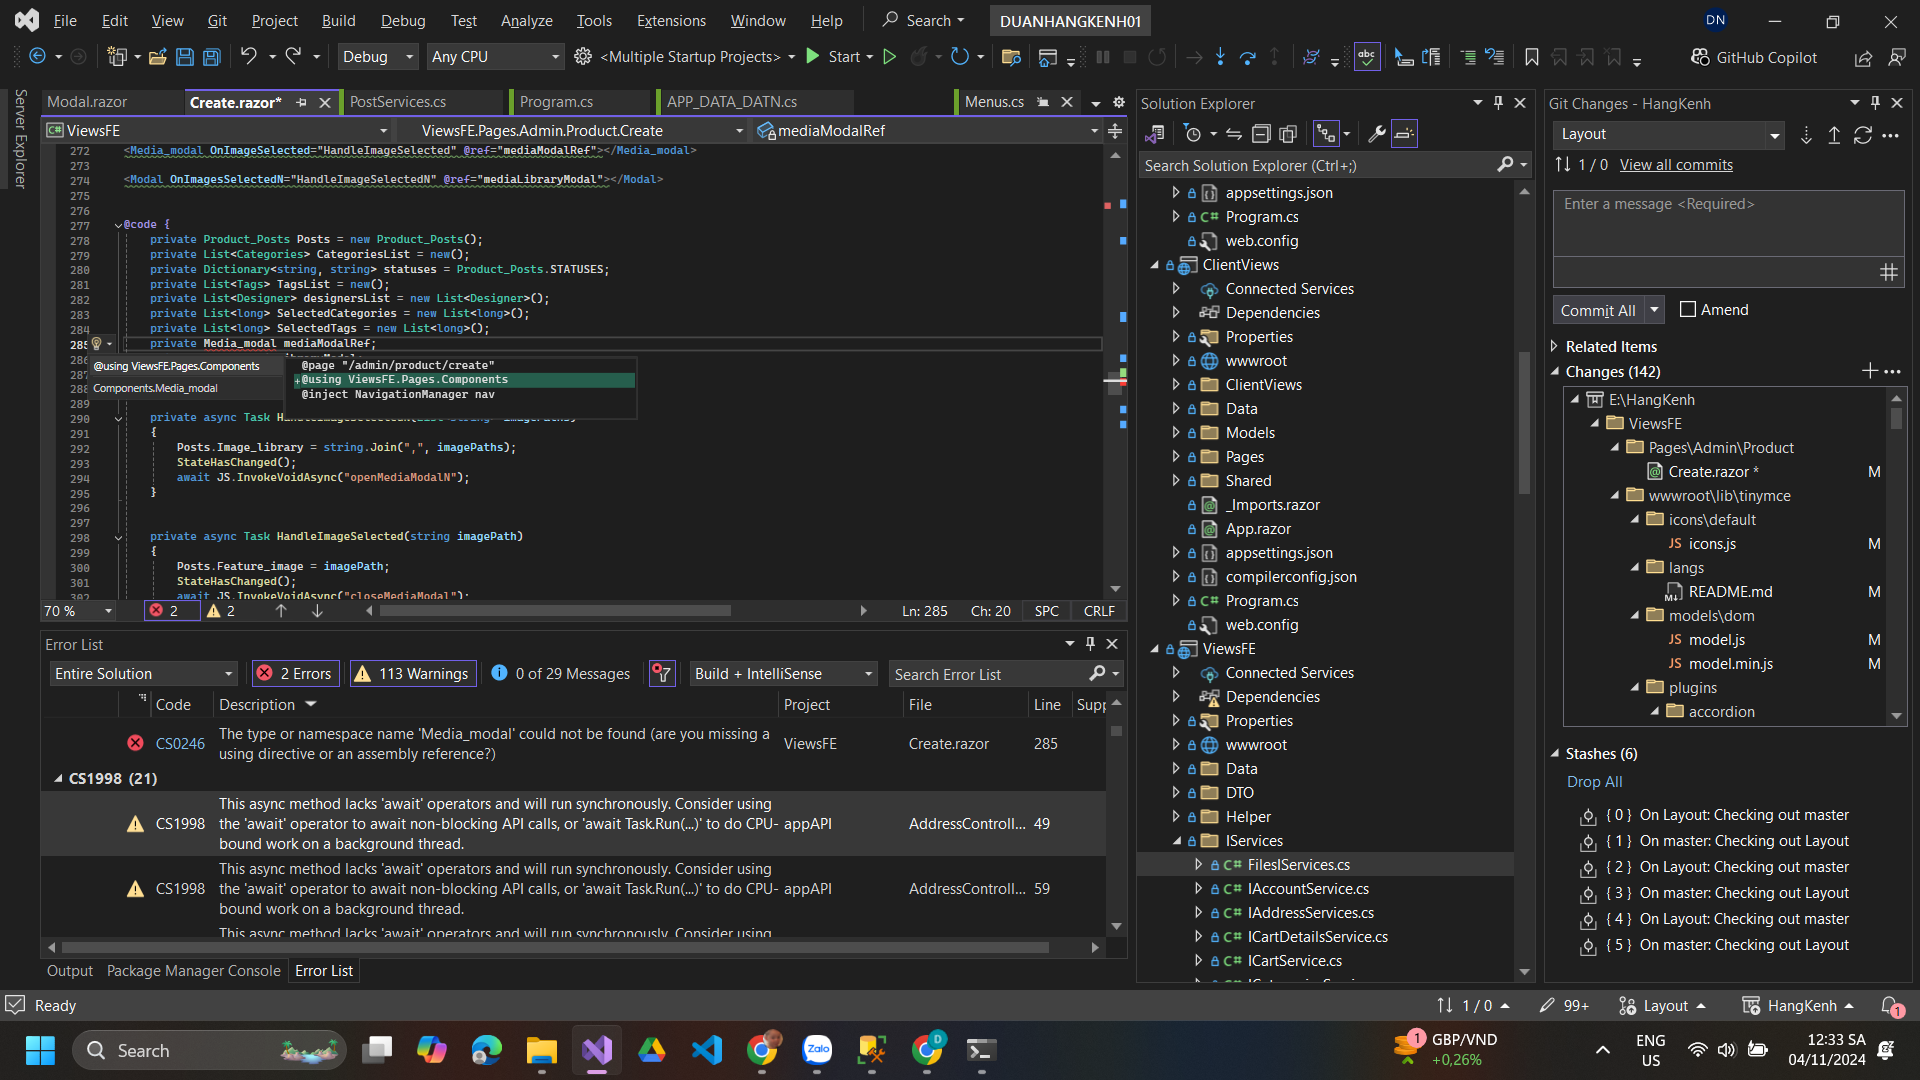 File Edit View Git Project Build Debug Test Analyze Tools Extensions Window Help Search DUANHANGKENH01 DN
Debug Any CPU <Multiple Startup Projects> Start GitHub Copilot
Server Explorer
Modal.razor Create.razor* PostServices.cs Program.cs APP_DATA_DATN.cs Menus.cs
ViewsFE ViewsFE.Pages.Admin.Product.Create mediaModalRef
272 <Media_modal OnImageSelected="HandleImageSelected" @ref="mediaModalRef"></Media_modal>
273
274 <Modal OnImagesSelectedN="HandleImageSelectedN" @ref="mediaLibraryModal"></Modal>
275
276
277 @code {
278 private Product_Posts Posts = new Product_Posts();
279 private List<Categories> CategoriesList = new();
280 private Dictionary<string, string> statuses = Product_Posts.STATUSES;
281 private List<Tags> TagsList = new();
282 private List<Designer> designersList = new List<Designer>();
283 private List<long> SelectedCategories = new List<long>();
284 private List<long> SelectedTags = new List<long>();
285 private Media_modal mediaModalRef;
@using ViewsFE.Pages.Components
Components.Media_modal
@page "/admin/product/create"
+@using ViewsFE.Pages.Components
@inject NavigationManager nav
290 private async Task
291 {
292 Posts.Image_library = string.Join(",", imagePaths);
293 StateHasChanged();
294 await JS.InvokeVoidAsync("openMediaModalN");
295 }
296
297
298 private async Task HandleImageSelected(string imagePath)
299 {
300 Posts.Feature_image = imagePath;
301 StateHasChanged();
302 await JS.InvokeVoidAsync("closeMediaModal");
70 % 2 2 Ln: 285 Ch: 20 SPC CRLF
Error List
Entire Solution 2 Errors 113 Warnings 0 of 29 Messages Build + IntelliSense Search Error List
Code Description Project File Line Supp
CS0246 The type or namespace name 'Media_modal' could not be found (are you missing a using directive or an assembly reference?) ViewsFE Create.razor 285
CS1998 (21)
CS1998 This async method lacks 'await' operators and will run synchronously. Consider using the 'await' operator to await non-blocking API calls, or 'await Task.Run(...)' to do CPU-bound work on a background thread. appAPI AddressControll... 49
CS1998 This async method lacks 'await' operators and will run synchronously. Consider using the 'await' operator to await non-blocking API calls, or 'await Task.Run(...)' to do CPU-bound work on a background thread. appAPI AddressControll... 59
This async method lacks 'await' operators and will run synchronously. Consider using
Output Package Manager Console Error List
Solution Explorer
Search Solution Explorer (Ctrl+;)
appsettings.json
Program.cs
web.config
ClientViews
Connected Services
Dependencies
Properties
wwwroot
ClientViews
Data
Models
Pages
Shared
_Imports.razor
App.razor
appsettings.json
compilerconfig.json
Program.cs
web.config
ViewsFE
Connected Services
Dependencies
Properties
wwwroot
Data
DTO
Helper
IServices
FilesIServices.cs
IAccountService.cs
IAddressServices.cs
ICartDetailsService.cs
ICartService.cs
Git Changes - HangKenh
Layout
1 / 0 View all commits
Enter a message <Required>
Commit All Amend
Related Items
Changes (142)
E:\HangKenh
ViewsFE
Pages\Admin\Product
Create.razor * M
wwwroot\lib\tinymce
icons\default
JS icons.js M
langs
README.md M
models\dom
JS model.js M
JS model.min.js M
plugins
accordion
Stashes (6)
Drop All
{ 0 } On Layout: Checking out master
{ 1 } On master: Checking out Layout
{ 2 } On Layout: Checking out master
{ 3 } On master: Checking out Layout
{ 4 } On Layout: Checking out master
{ 5 } On master: Checking out Layout
Ready 1 / 0 99+ Layout HangKenh 1
Search Zalo D 1 GBP/VND +0,26% ENG US 12:33 SA 04/11/2024